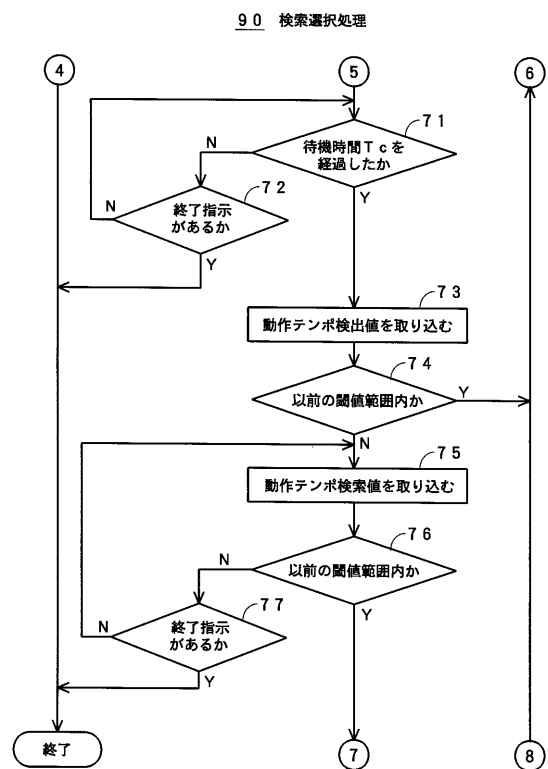 ９０ 検索選択処理
４
５
６
７１
待機時間Ｔｃを
経過したか
N
Y
７２
終了指示
があるか
N
Y
７３
動作テンポ検出値を取り込む
７４
以前の閾値範囲内か
Y
N
７５
動作テンポ検索値を取り込む
７６
以前の閾値範囲内か
N
Y
７７
終了指示
があるか
N
Y
終了
７
８